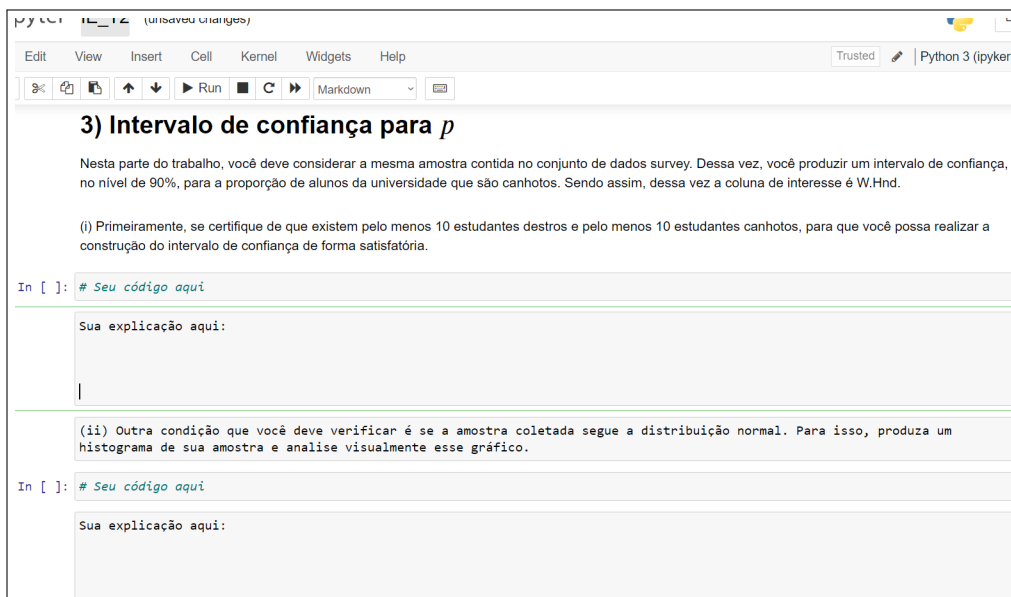 (unsaved changes)
Edit View Insert Cell Kernel Widgets Help Trusted Python 3 (ipyker
Run Markdown
3) Intervalo de confiança para p
Nesta parte do trabalho, você deve considerar a mesma amostra contida no conjunto de dados survey. Dessa vez, você produzir um intervalo de confiança,
no nível de 90%, para a proporção de alunos da universidade que são canhotos. Sendo assim, dessa vez a coluna de interesse é W.Hnd.
(i) Primeiramente, se certifique de que existem pelo menos 10 estudantes destros e pelo menos 10 estudantes canhotos, para que você possa realizar a
construção do intervalo de confiança de forma satisfatória.
In [ ]: # Seu código aqui
Sua explicação aqui:
(ii) Outra condição que você deve verificar é se a amostra coletada segue a distribuição normal. Para isso, produza um
histograma de sua amostra e analise visualmente esse gráfico.
In [ ]: # Seu código aqui
Sua explicação aqui: